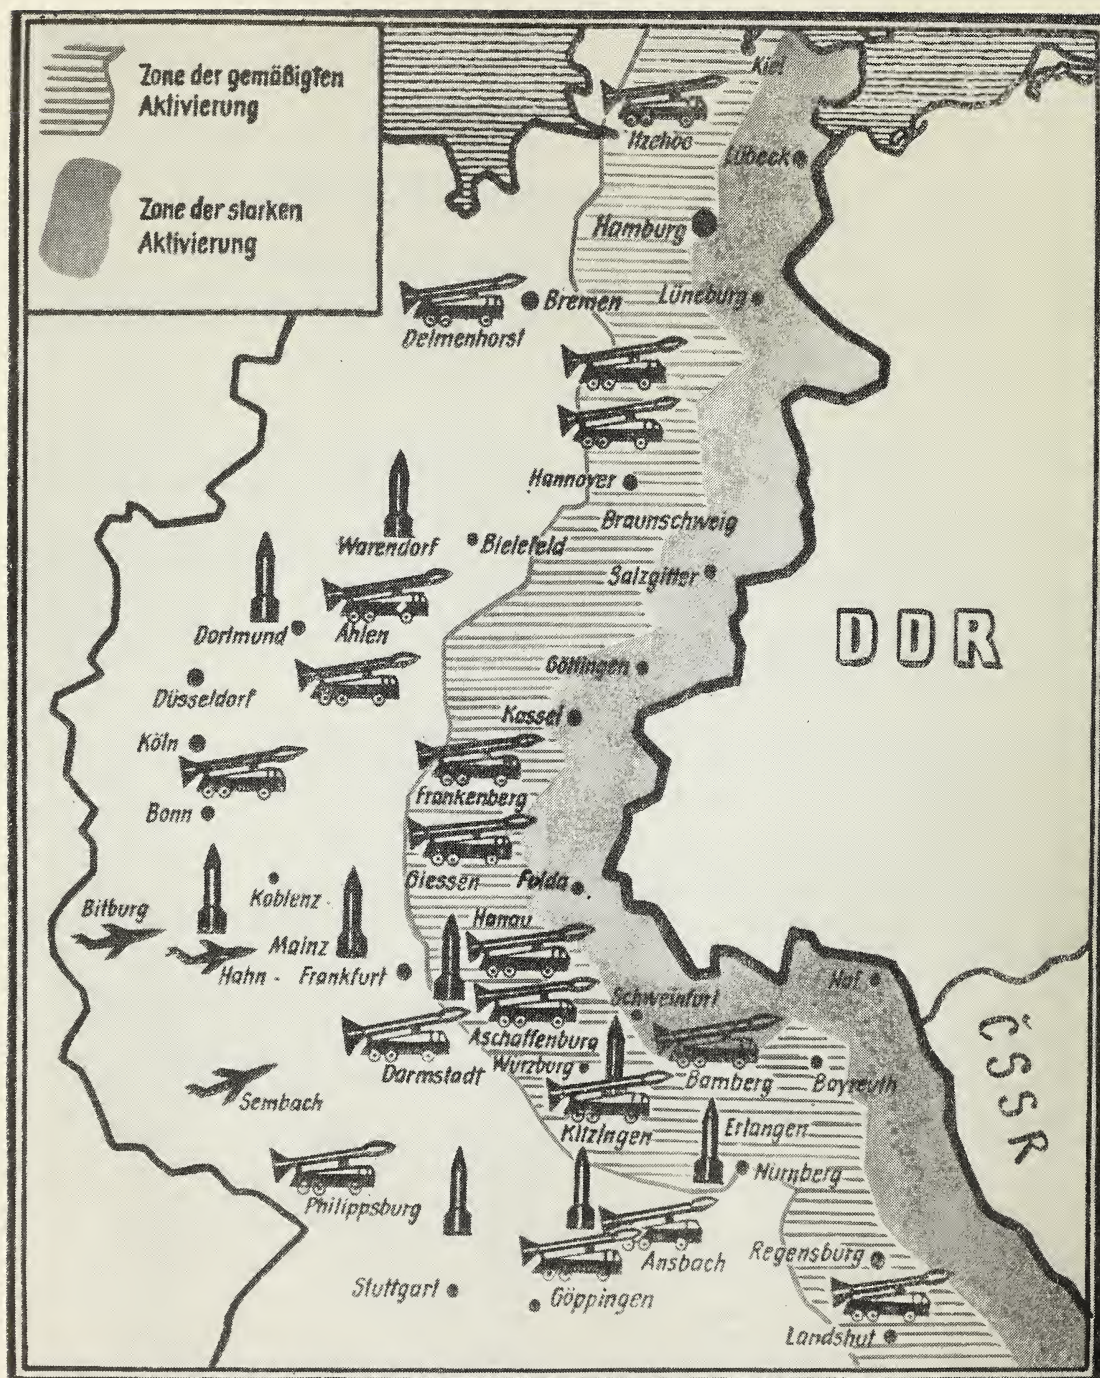 Zone der gemäßigten
Aktivierung
Zone der starken
Aktivierung
Kiel
Itzehoe
Lübeck
Hamburg
Bremen
Lüneburg
Delmenhorst
Hannover
Braunschweig
Warendorf
Bielefeld
Salzgitter
Dortmund
Ahlen
DDR
Göttingen
Düsseldorf
Kassel
Köln
Frankenberg
Bonn
Giessen
Fulda
Koblenz
Bitburg
Hanau
Mainz
Hahn - Frankfurt
Hof
Schweinfurt
ČSSR
Aschaffenburg
Würzburg
Darmstadt
Bamberg
Bayreuth
Sembach
Kitzingen
Erlangen
Nürnberg
Philippsburg
Ansbach
Regensburg
Stuttgart
Göppingen
Landshut